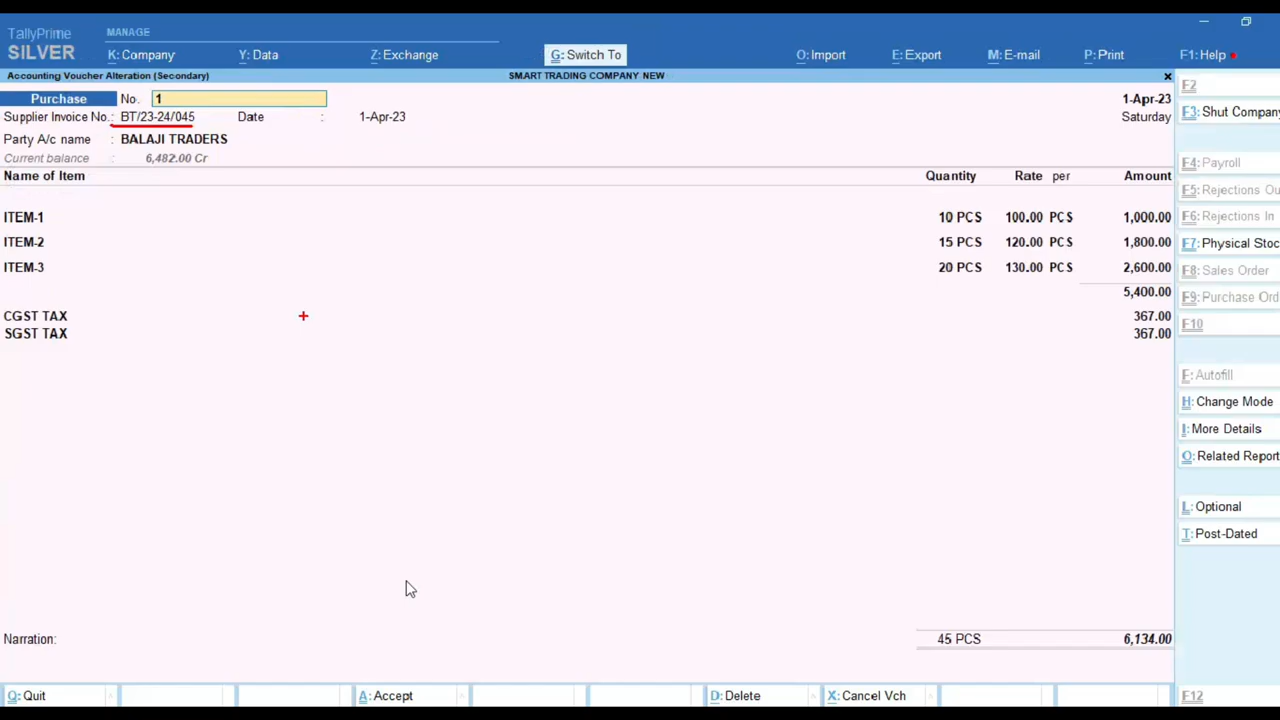 TallyPrime MANAGE
SILVER K: Company Y: Data Z: Exchange G: Switch To O: Import E: Export M: E-mail P: Print F1: Help
Accounting Voucher Alteration (Secondary) SMART TRADING COMPANY NEW x
Purchase No. 1 1-Apr-23
Supplier Invoice No.: BT/23-24/045 Date : 1-Apr-23 Saturday
Party A/c name : BALAJI TRADERS
Current balance : 6,482.00 Cr
Name of Item Quantity Rate per Amount
ITEM-1 10 PCS 100.00 PCS 1,000.00
ITEM-2 15 PCS 120.00 PCS 1,800.00
ITEM-3 20 PCS 130.00 PCS 2,600.00
5,400.00
CGST TAX 367.00
SGST TAX 367.00
Narration: 45 PCS 6,134.00
F2
F3: Shut Company
F4: Payroll
F5: Rejections Ou
F6: Rejections In
F7: Physical Stoc
F8: Sales Order
F9: Purchase Ord
F10
F: Autofill
H: Change Mode
I: More Details
O: Related Report
L: Optional
T: Post-Dated
Q: Quit A: Accept D: Delete X: Cancel Vch F12